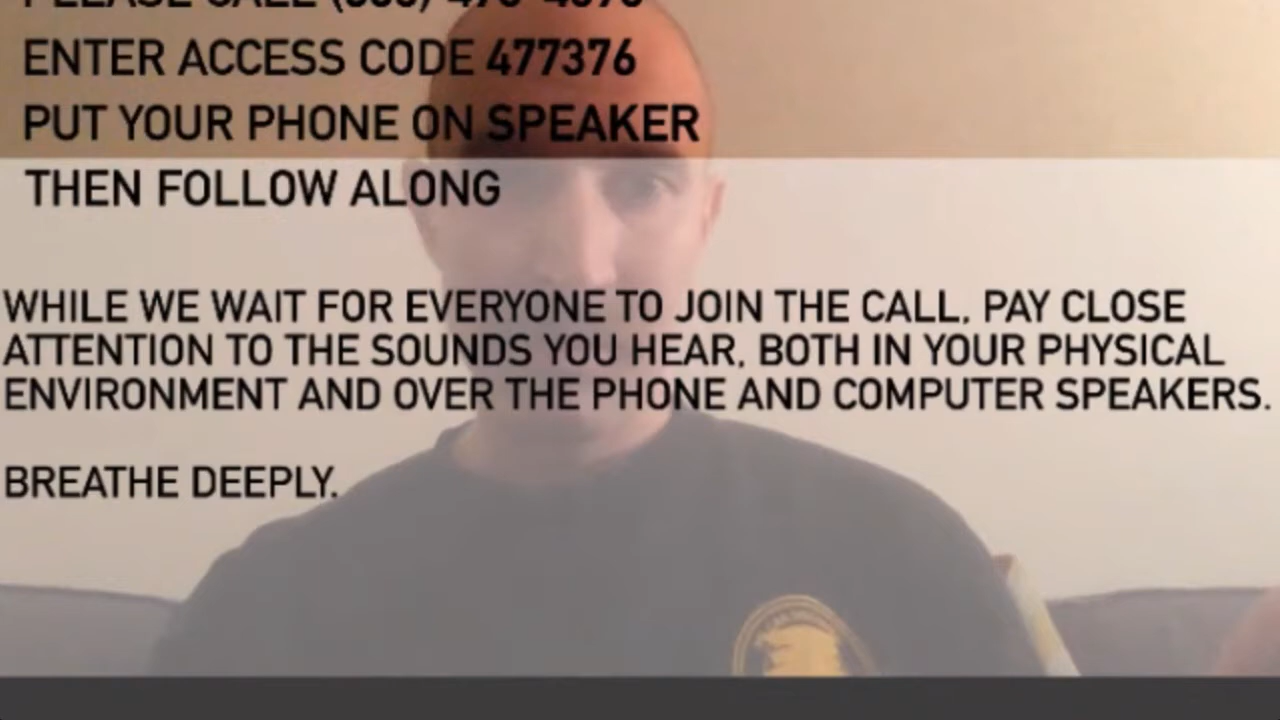 PLEASE CALL
ENTER ACCESS CODE 477376
PUT YOUR PHONE ON SPEAKER
THEN FOLLOW ALONG
WHILE WE WAIT FOR EVERYONE TO JOIN THE CALL, PAY CLOSE
ATTENTION TO THE SOUNDS YOU HEAR, BOTH IN YOUR PHYSICAL
ENVIRONMENT AND OVER THE PHONE AND COMPUTER SPEAKERS.
BREATHE DEEPLY.